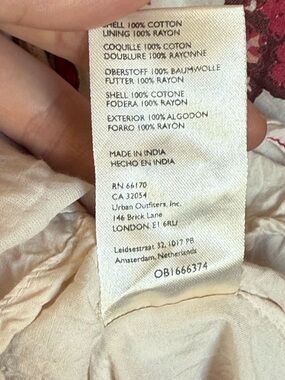 SHELL 100% COTTON
LINING 100% RAYON
COQUILLE 100% COTON
DOUBLURE 100% RAYONNE
OBERSTOFF 100% BAUMWOLLE
FUTTER 100% RAYON
SHELL 100% COTONE
FODERA 100% RAYON
EXTERIOR 100% ALGODON
FORRO 100% RAYON
MADE IN INDIA
HECHO EN INDIA
RN 66170
CA 32054
Urban Outfitters, Inc.
146 Brick Lane
LONDON. E1 6RU
Leidsestraat 32, 1017 PB
Amsterdam, Netherlands
OB1666374